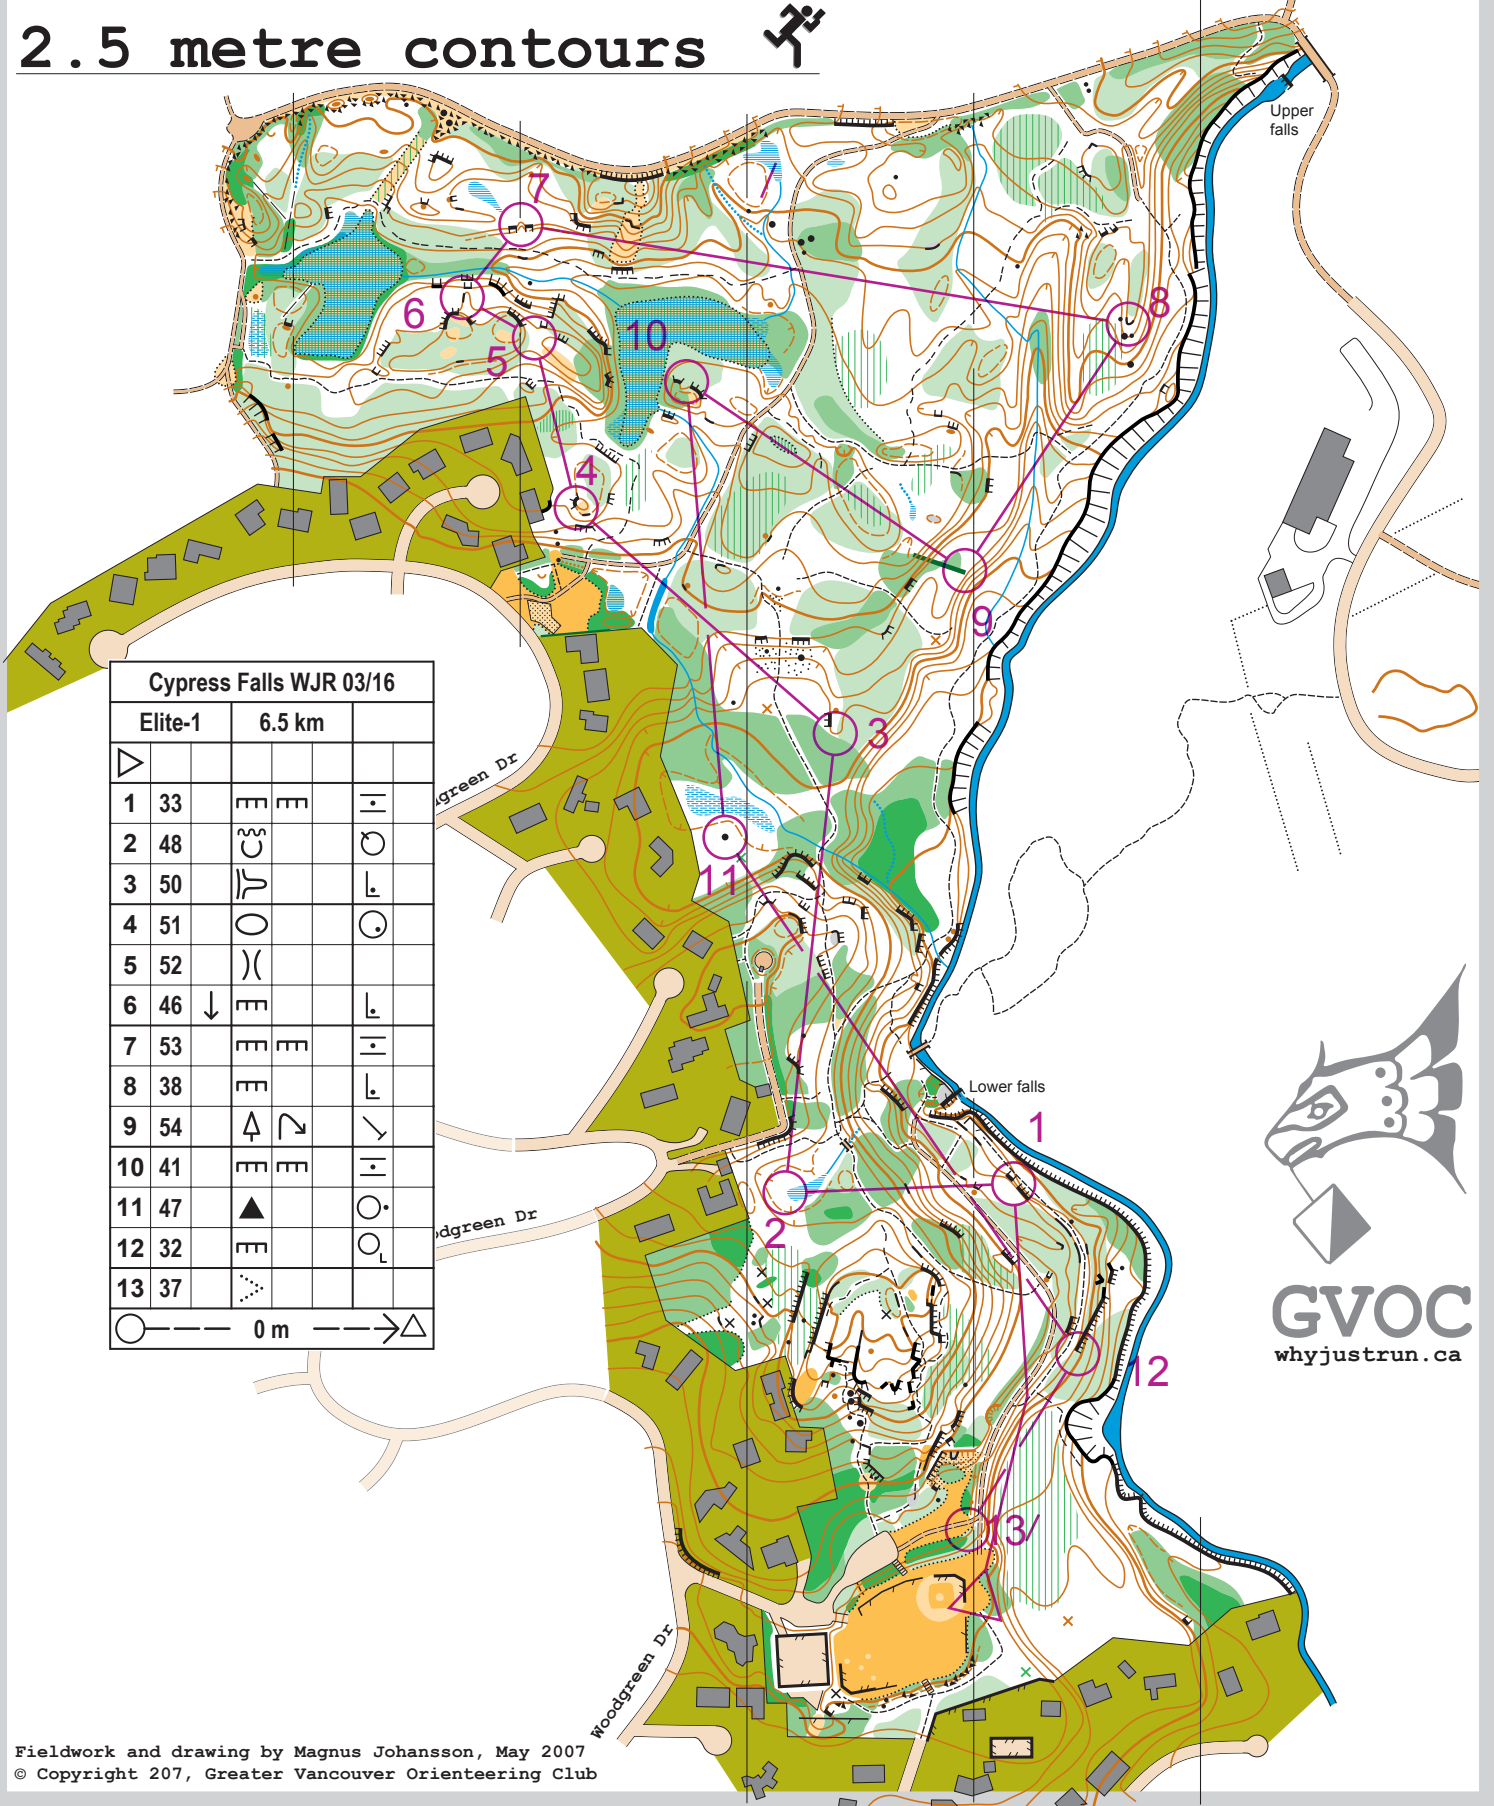 2.5 metre contours
Upper
falls
7
8
6
10
5
4
9
3
11
Cypress Falls WJR 03/16
Elite-1 6.5 km
1 33
2 48
3 50
4 51
5 52
6 46
7 53
8 38
9 54
10 41
11 47
12 32
13 37
0 m
dgreen Dr
Lower falls
1
2
dgreen Dr
12
13/
GVOC
whyjustrun.ca
Woodgreen Dr
Fieldwork and drawing by Magnus Johansson, May 2007
© Copyright 207, Greater Vancouver Orienteering Club